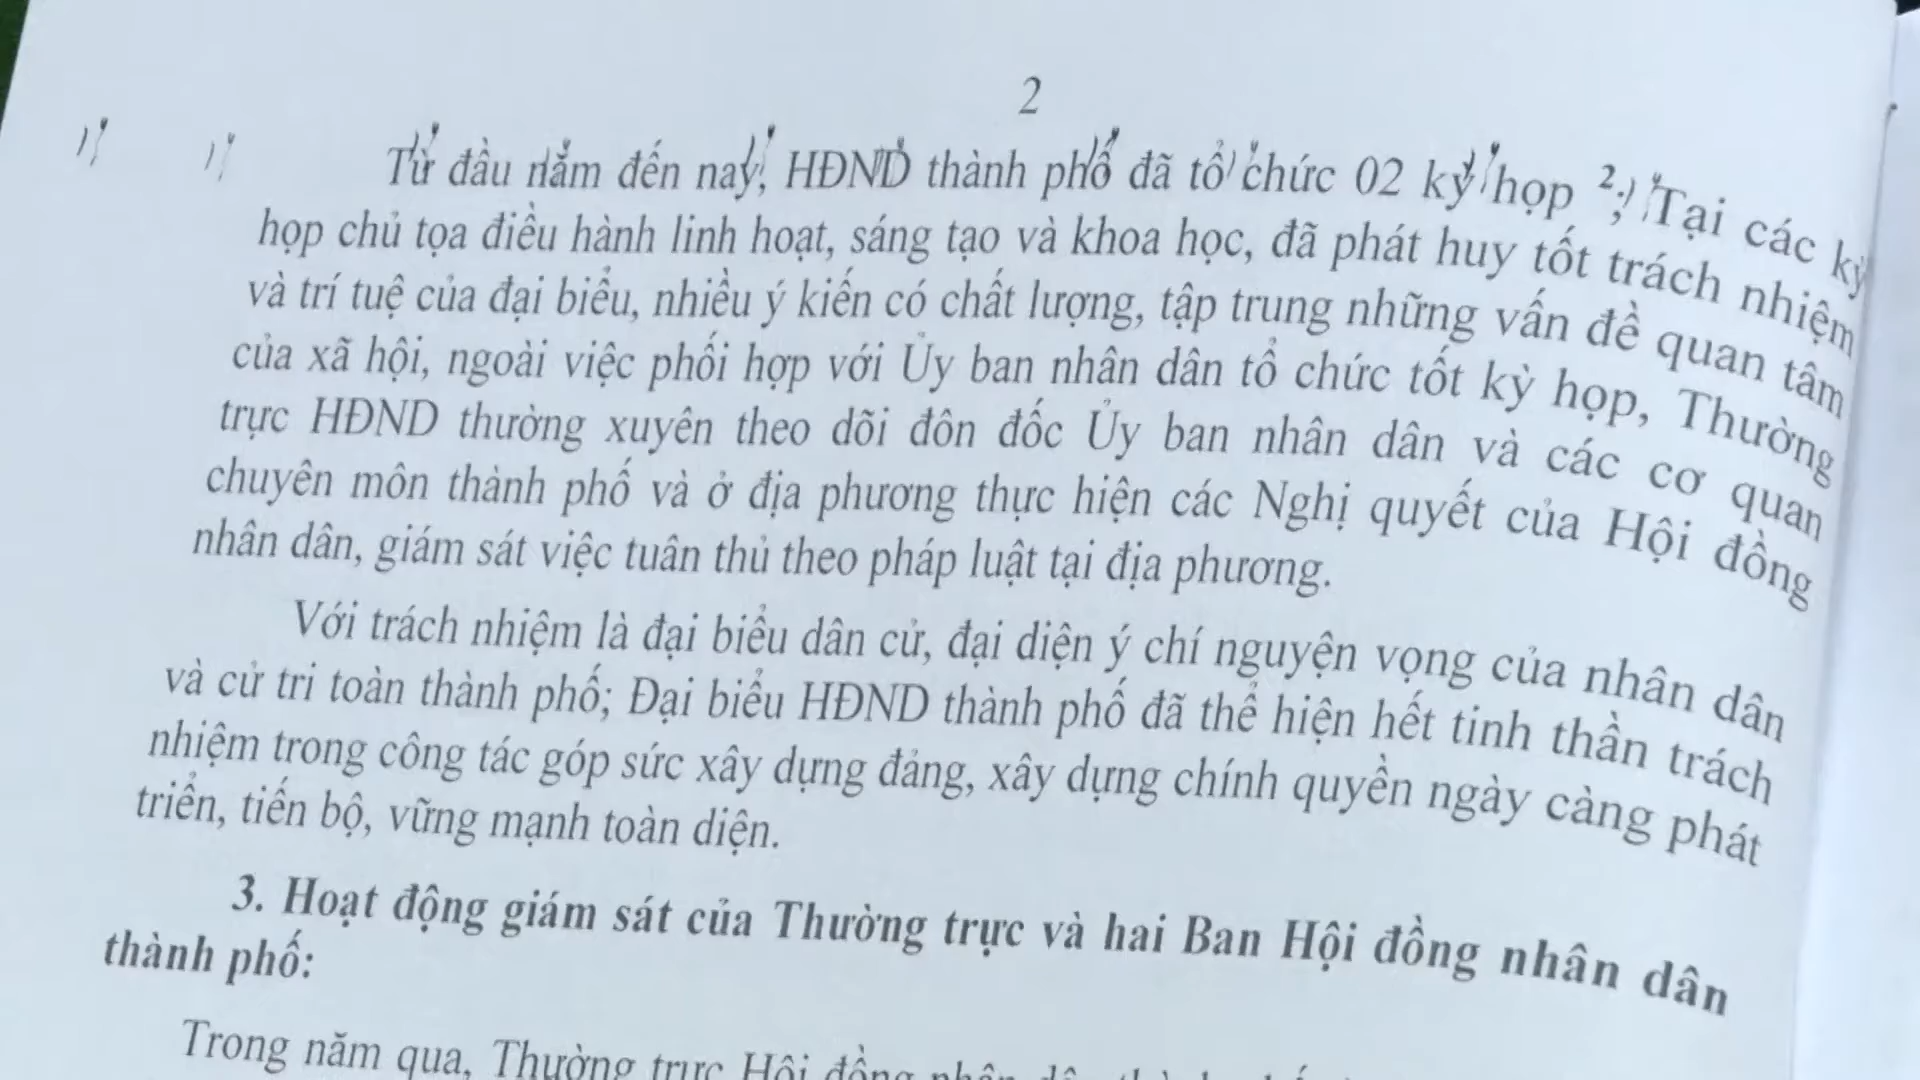 2
Từ đầu năm đến nay, HĐND thành phố đã tổ chức 02 kỳ họp ²; Tại các kỳ
họp chủ tọa điều hành linh hoạt, sáng tạo và khoa học, đã phát huy tốt trách nhiệm
và trí tuệ của đại biểu, nhiều ý kiến có chất lượng, tập trung những vấn đề quan tâm
của xã hội, ngoài việc phối hợp với Ủy ban nhân dân tổ chức tốt kỳ họp, Thường
trực HĐND thường xuyên theo dõi đôn đốc Ủy ban nhân dân và các cơ quan
chuyên môn thành phố và ở địa phương thực hiện các Nghị quyết của Hội đồng
nhân dân, giám sát việc tuân thủ theo pháp luật tại địa phương.
Với trách nhiệm là đại biểu dân cử, đại diện ý chí nguyện vọng của nhân dân
và cử tri toàn thành phố; Đại biểu HĐND thành phố đã thể hiện hết tinh thần trách
nhiệm trong công tác góp sức xây dựng đảng, xây dựng chính quyền ngày càng phát
triển, tiến bộ, vững mạnh toàn diện.
3. Hoạt động giám sát của Thường trực và hai Ban Hội đồng nhân dân
thành phố:
Trong năm qua, Thường trực Hội đồng nhân